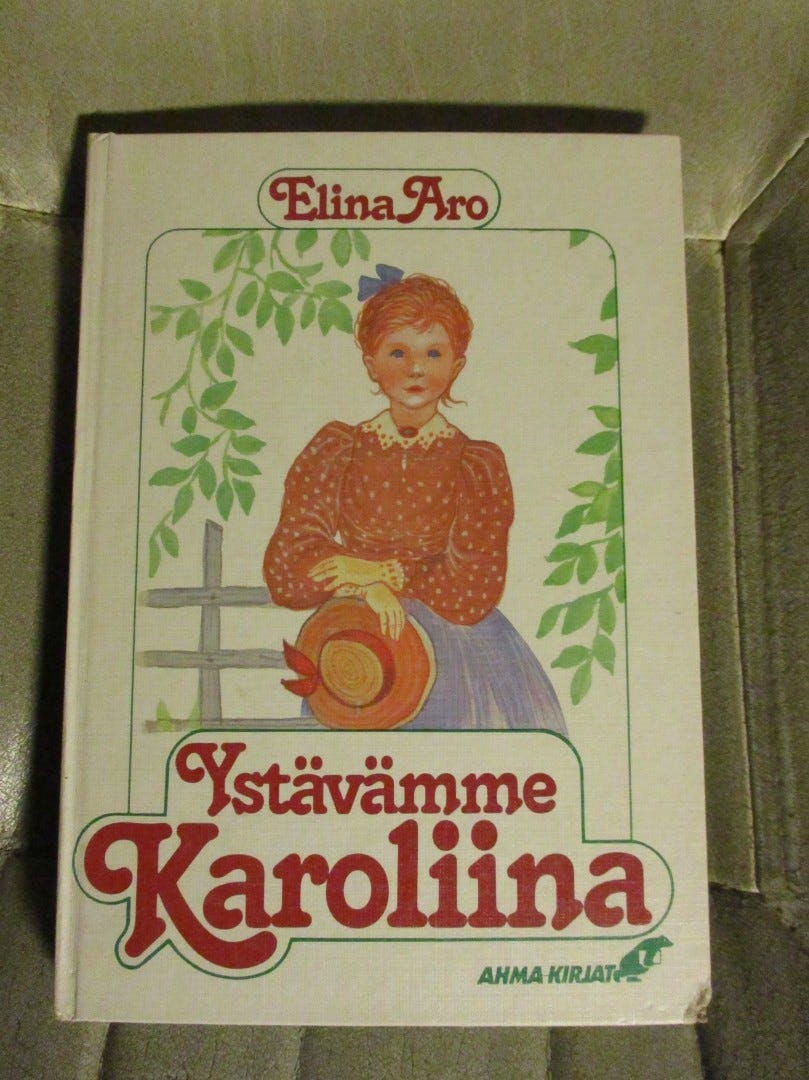 Elina Aro
Ystävämme
Karoliina
AHMA KIRJAT